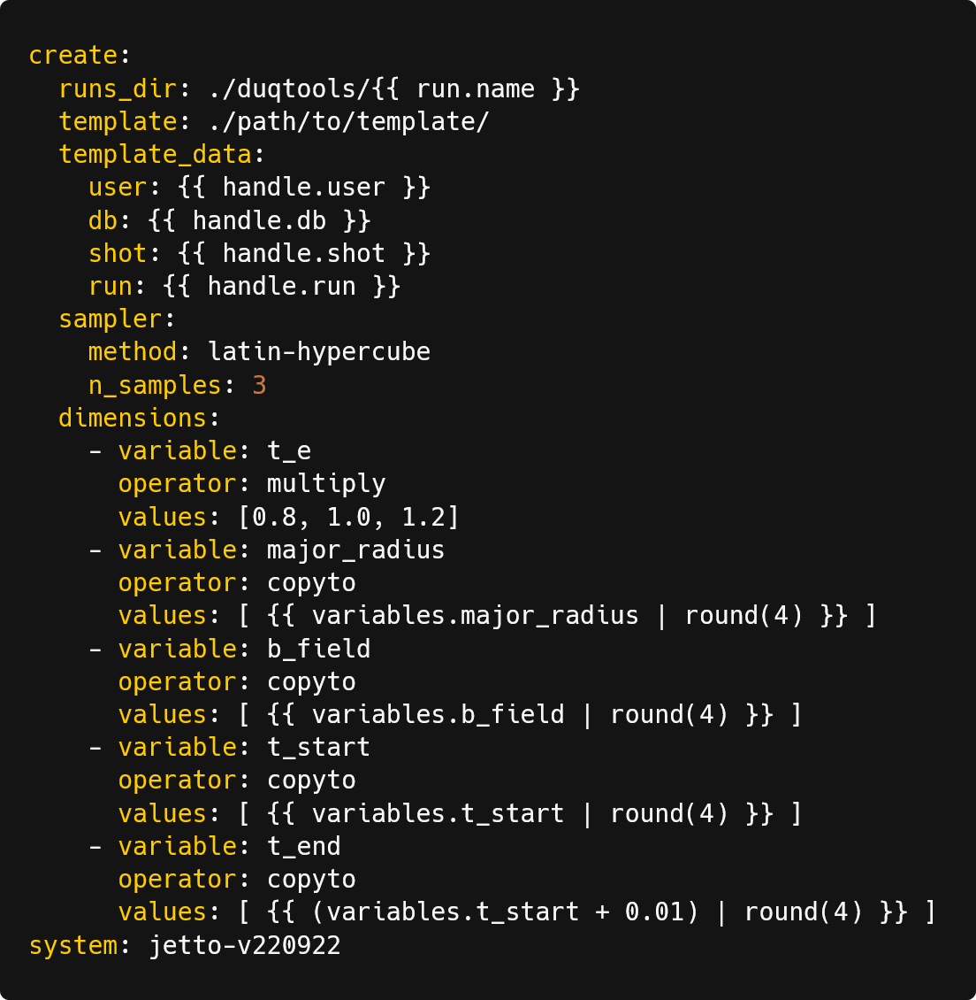 create:
  runs_dir: ./duqtools/{{ run.name }}
  template: ./path/to/template/
  template_data:
    user: {{ handle.user }}
    db: {{ handle.db }}
    shot: {{ handle.shot }}
    run: {{ handle.run }}
  sampler:
    method: latin-hypercube
    n_samples: 3
  dimensions:
    - variable: t_e
      operator: multiply
      values: [0.8, 1.0, 1.2]
    - variable: major_radius
      operator: copyto
      values: [ {{ variables.major_radius | round(4) }} ]
    - variable: b_field
      operator: copyto
      values: [ {{ variables.b_field | round(4) }} ]
    - variable: t_start
      operator: copyto
      values: [ {{ variables.t_start | round(4) }} ]
    - variable: t_end
      operator: copyto
      values: [ {{ (variables.t_start + 0.01) | round(4) }} ]
system: jetto-v220922